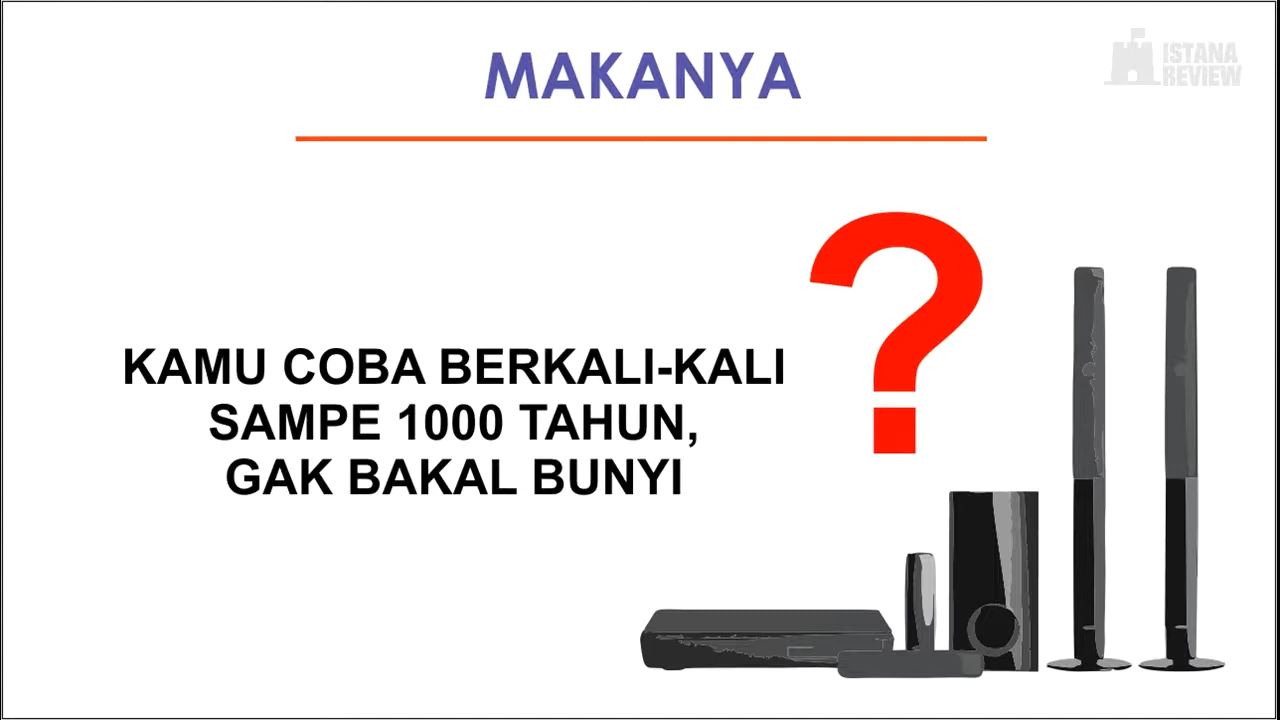 MAKANYA
ISTANA
REVIEW
?
KAMU COBA BERKALI-KALI
SAMPE 1000 TAHUN,
GAK BAKAL BUNYI